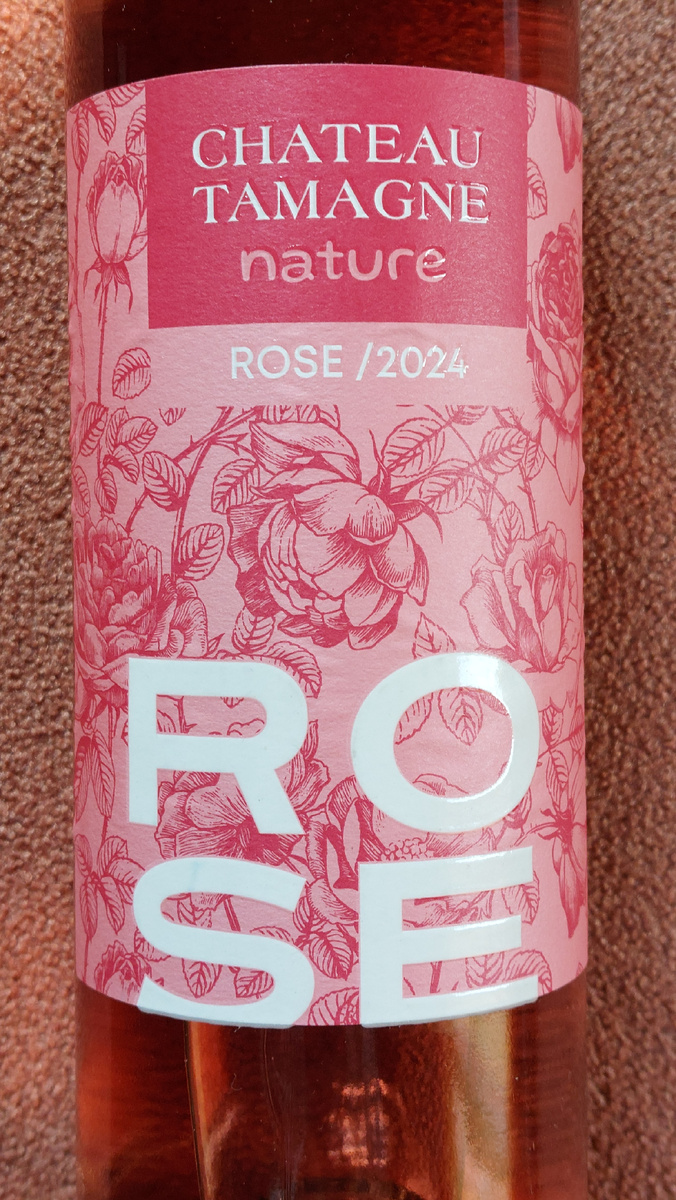 CHATEAU
TAMAGNE
nature
ROSE /2024
RO
SE